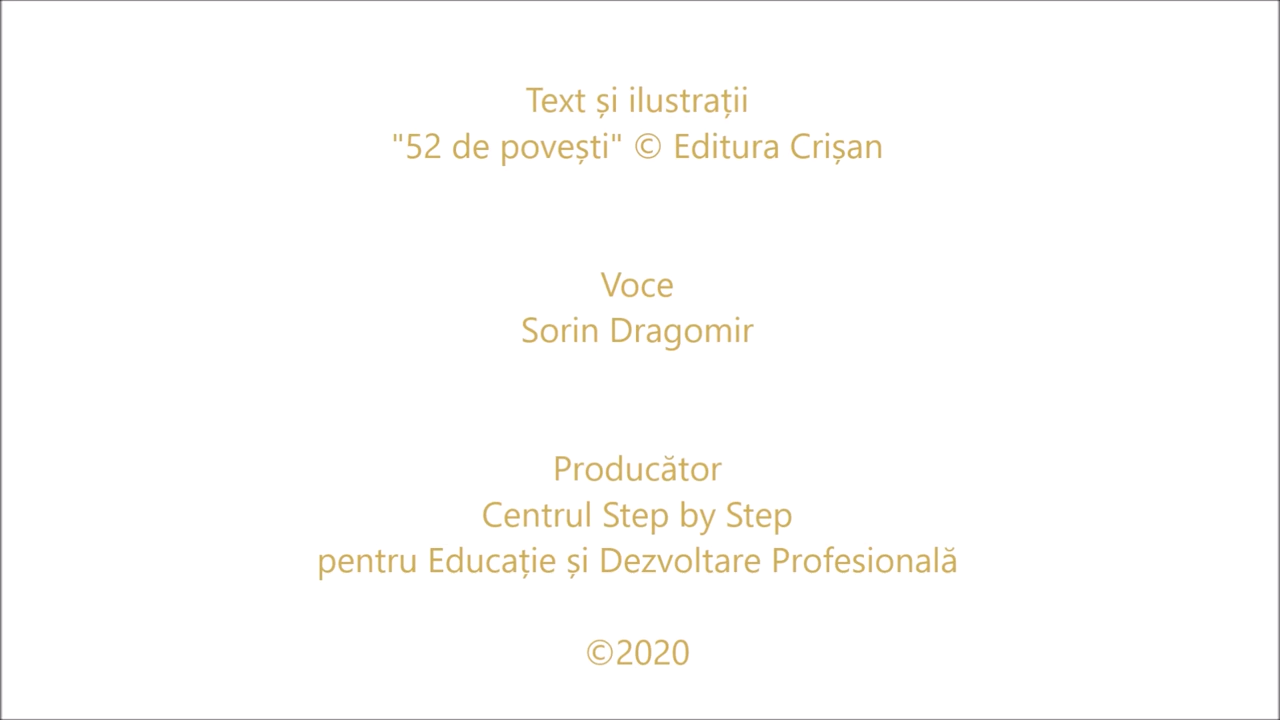 Text și ilustrații
"52 de povești" © Editura Crișan
Voce
Sorin Dragomir
Producător
Centrul Step by Step
pentru Educație și Dezvoltare Profesională
©2020